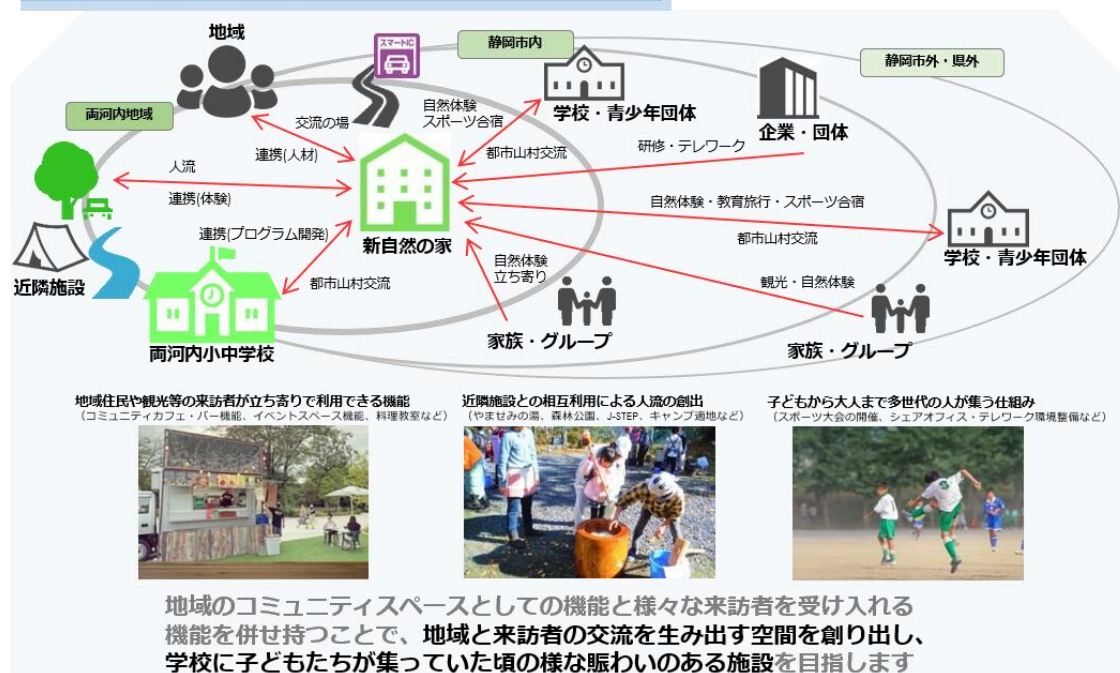 地域
スマートIC
静岡市内
静岡市外・県外
両河内地域
交流の場
連携(人材)
自然体験
スポーツ合宿
学校・青少年団体
都市山村交流
企業・団体
研修・テレワーク
人流
連携(体験)
自然体験・教育旅行・スポーツ合宿
都市山村交流
学校・青少年団体
連携(プログラム開発)
新自然の家
近隣施設
都市山村交流
自然体験
立ち寄り
観光・自然体験
両河内小中学校
家族・グループ
家族・グループ
地域住民や観光等の来訪者が立ち寄りで利用できる機能
（コミュニティカフェ・バー機能、イベントスペース機能、料理教室など）
近隣施設との相互利用による人流の創出
（やませみの湯、森林公園、J-STEP、キャンプ適地など）
子どもから大人まで多世代の人が集う仕組み
（スポーツ大会の開催、シェアオフィス・テレワーク環境整備など）
地域のコミュニティスペースとしての機能と様々な来訪者を受け入れる
機能を併せ持つことで、地域と来訪者の交流を生み出す空間を創り出し、
学校に子どもたちが集っていた頃の様な賑わいのある施設を目指します